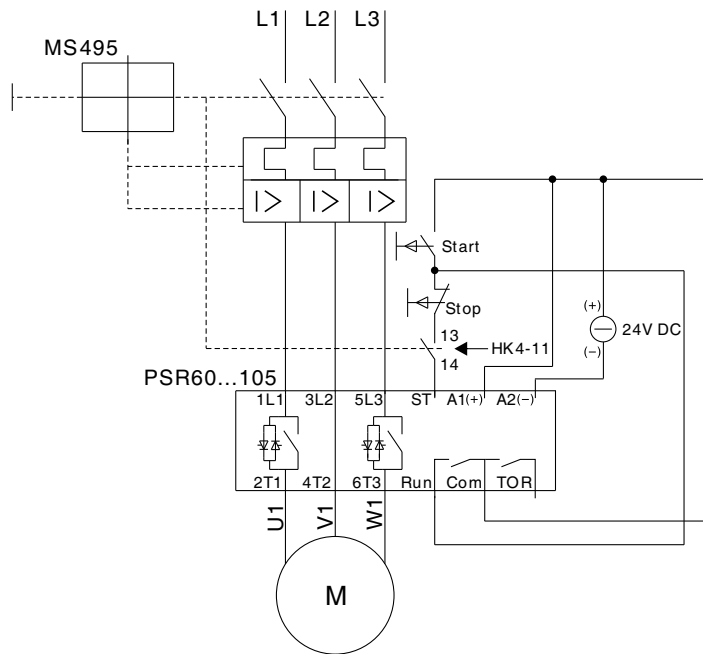 L1 L2 L3
MS495
I> I> I>
Start
Stop
(+)
24V DC
(−)
13
HK4-11
14
PSR60...105
1L1 3L2 5L3 ST A1(+) A2(−)
2T1 4T2 6T3 Run Com TOR
U1 V1 W1
M